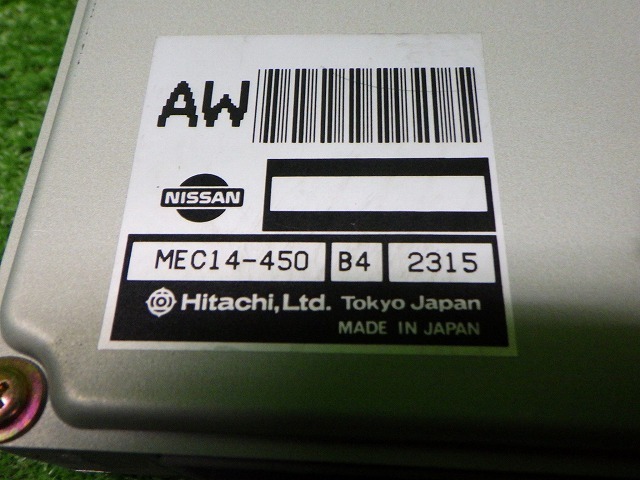 AW
NISSAN
MEC14-450 B4 2315
Hitachi, Ltd. Tokyo Japan
MADE IN JAPAN